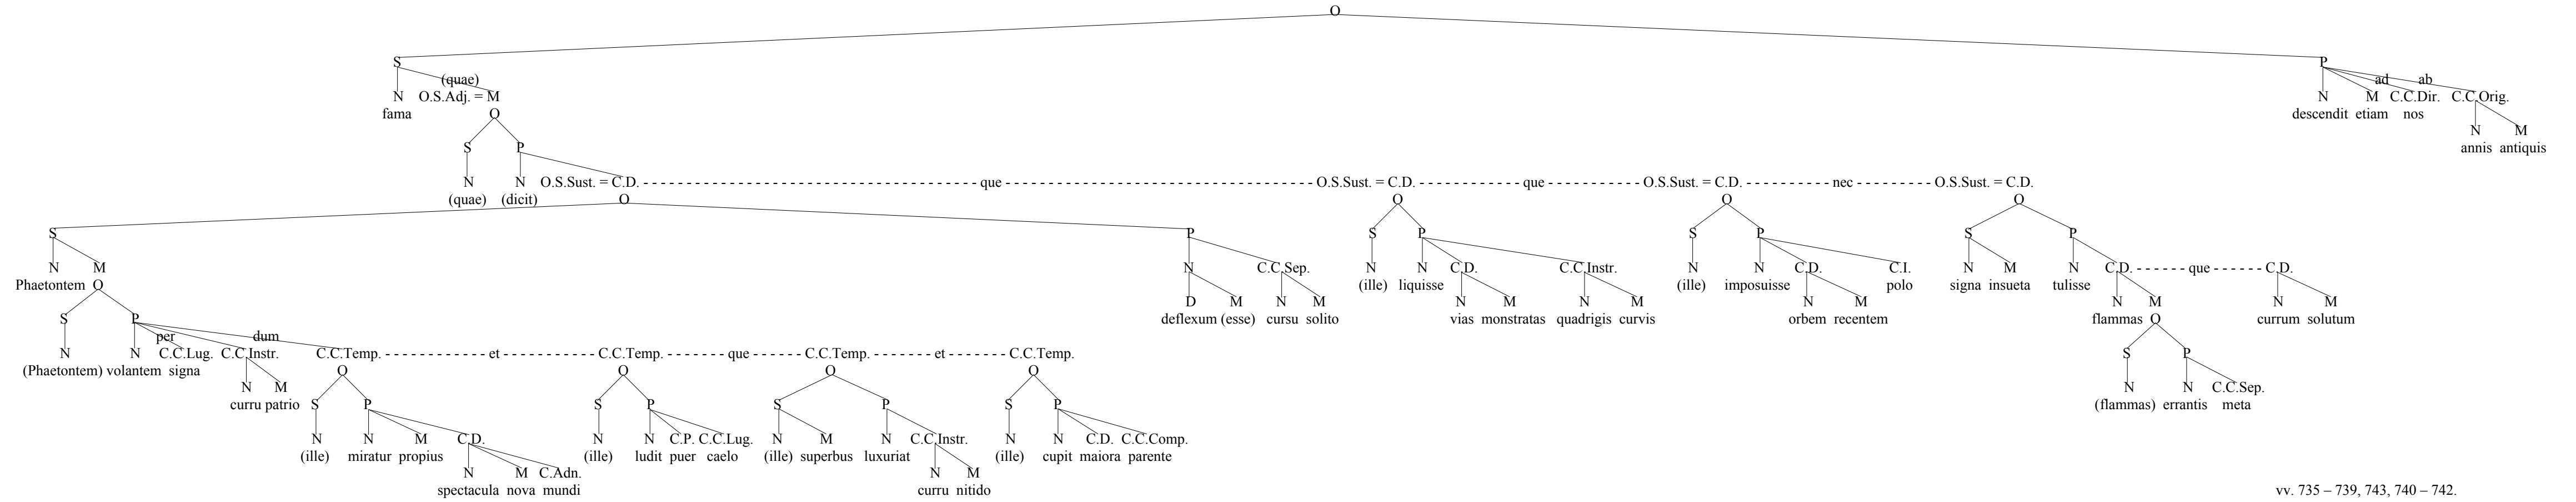 O
S P
(quae) ad ab
N O.S.Adj. = M N M C.C.Dir. C.C.Orig.
fama O descendit etiam nos
S P N M
annis antiquis
N N O.S.Sust. = C.D. que O.S.Sust. = C.D. que O.S.Sust. = C.D. nec O.S.Sust. = C.D.
(quae) (dicit) O O O O
S P S P S P S P
N M N C.C.Sep. N N C.D. C.C.Instr. N N C.D. C.I. N M N C.D. que C.D.
Phaetontem O (ille) liquisse (ille) imposuisse polo signa insueta tulisse
D M N M N M N M N M N M N M
deflexum (esse) cursu solito vias monstratas quadrigis curvis orbem recentem flammas O currum solutum
S P
per dum
N N C.C.Lug. C.C.Instr. C.C.Temp. et C.C.Temp. que C.C.Temp. et C.C.Temp. S P
(Phaetontem) volantem signa O O O O
N M N N C.C.Sep.
curru patrio S P S P S P S P (flammas) errantis meta
N N M C.D. N N C.P. C.C.Lug. N M N C.C.Instr. N N C.D. C.C.Comp.
(ille) miratur propius (ille) ludit puer caelo (ille) superbus luxuriat (ille) cupit maiora parente
N M C.Adn. N M
spectacula nova mundi curru nitido vv. 735 – 739, 743, 740 – 742.